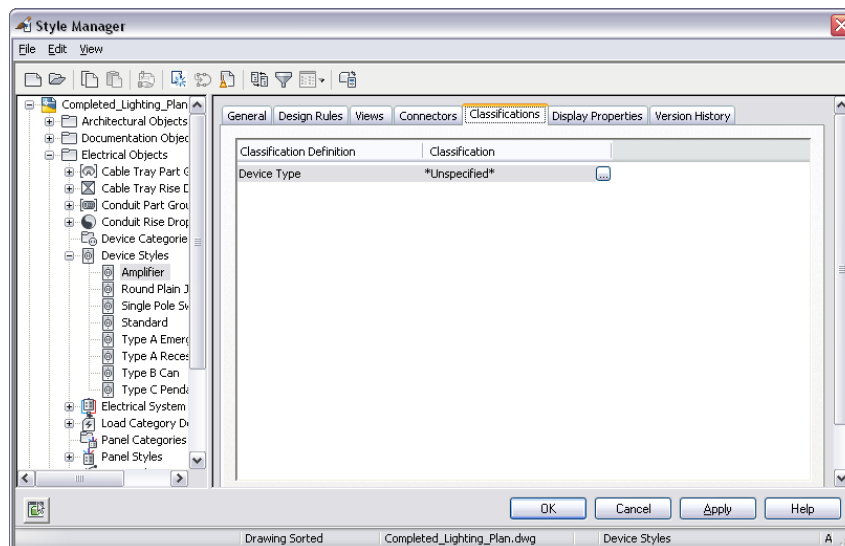 Style Manager
File Edit View
Completed_Lighting_Plan
Architectural Objects
Documentation Objec
Electrical Objects
Cable Tray Part G
Cable Tray Rise D
Conduit Part Grou
Conduit Rise Drop
Device Categorie
Device Styles
Amplifier
Round Plain J
Single Pole Sw
Standard
Type A Emerg
Type A Reces
Type B Can
Type C Penda
Electrical System
Load Category De
Panel Categories
Panel Styles
General Design Rules Views Connectors Classifications Display Properties Version History
Classification Definition Classification
Device Type *Unspecified* ...
OK Cancel Apply Help
Drawing Sorted Completed_Lighting_Plan.dwg Device Styles A